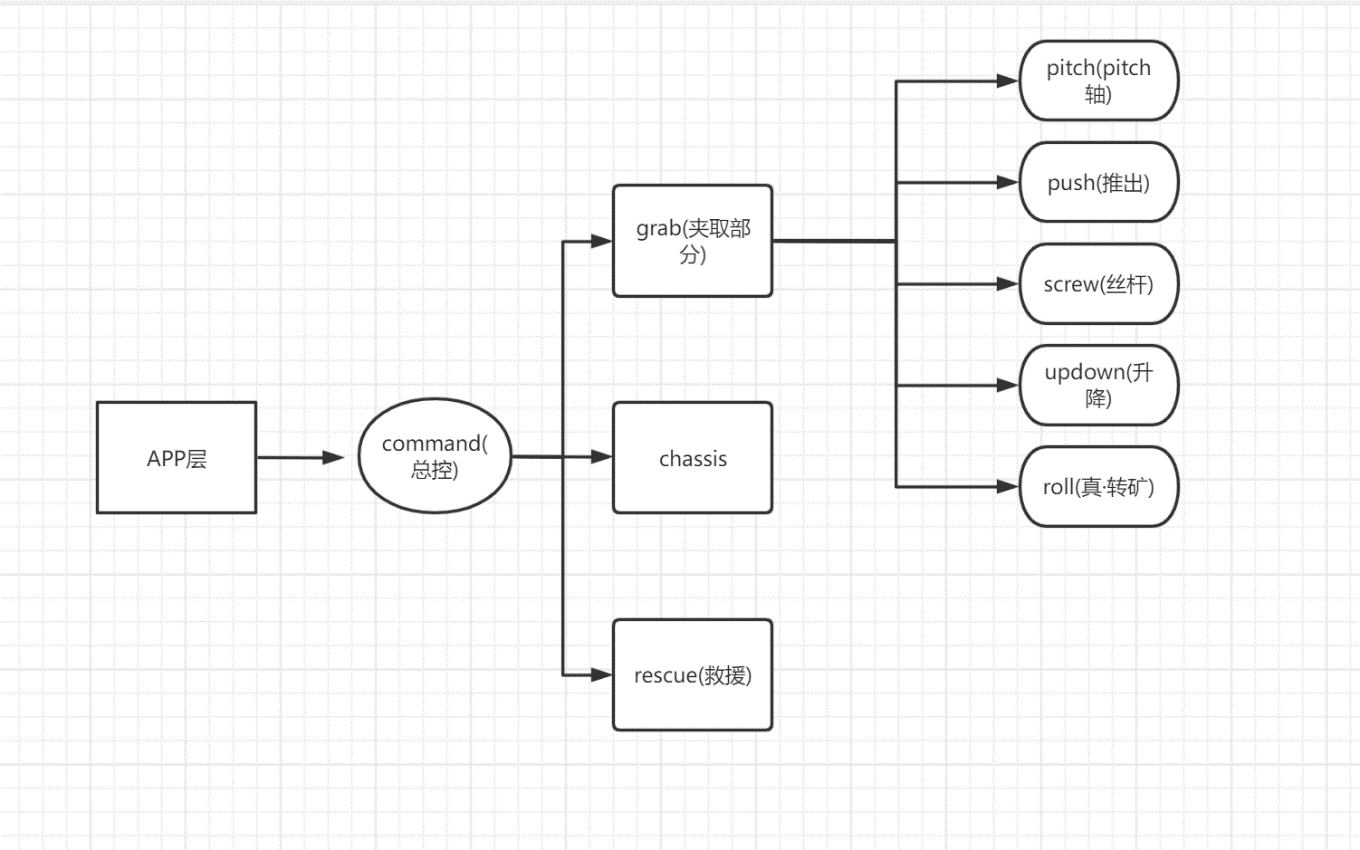 pitch(pitch
轴)
push(推出)
grab(夹取部
分)
screw(丝杆)
updown(升
降)
APP层
command(
总控)
chassis
roll(真·转矿)
rescue(救援)